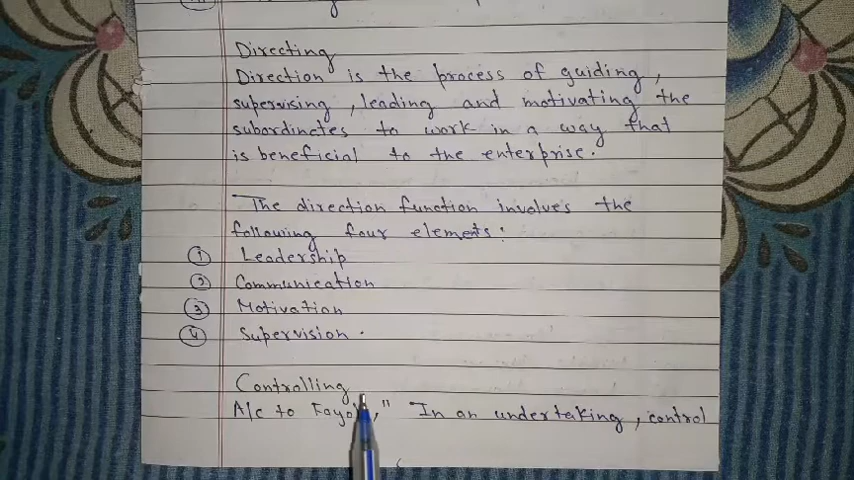 Directing
Direction is the process of guiding,
supervising, leading and motivating the
subordinetes to work in a way that
is beneficial to the enterprise.
The direction function involves the
following four elements:
① Leadership
② Communication
③ Motivation
④ Supervision.
Controlling
A/c to Fayol," In an undertaking, control